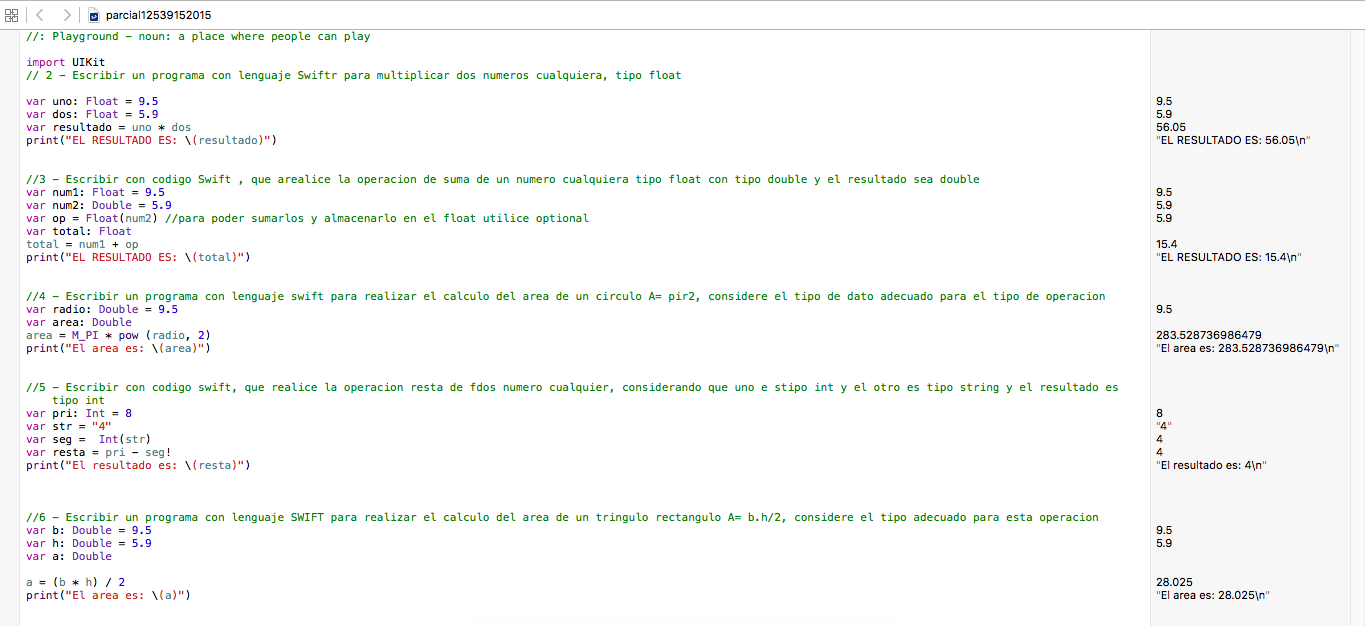 parcial12539152015
//: Playground - noun: a place where people can play
import UIKit
// 2 - Escribir un programa con lenguaje Swiftr para multiplicar dos numeros cualquiera, tipo float
var uno: Float = 9.5 9.5
var dos: Float = 5.9 5.9
var resultado = uno * dos 56.05
print("EL RESULTADO ES: \(resultado)") "EL RESULTADO ES: 56.05\n"
//3 - Escribir con codigo Swift , que arealice la operacion de suma de un numero cualquiera tipo float con tipo double y el resultado sea double
var num1: Float = 9.5 9.5
var num2: Double = 5.9 5.9
var op = Float(num2) //para poder sumarlos y almacenarlo en el float utilice optional 5.9
var total: Float
total = num1 + op 15.4
print("EL RESULTADO ES: \(total)") "EL RESULTADO ES: 15.4\n"
//4 - Escribir un programa con lenguaje swift para realizar el calculo del area de un circulo A= pir2, considere el tipo de dato adecuado para el tipo de operacion
var radio: Double = 9.5 9.5
var area: Double
area = M_PI * pow (radio, 2) 283.528736986479
print("El area es: \(area)") "El area es: 283.528736986479\n"
//5 - Escribir con codigo swift, que realice la operacion resta de fdos numero cualquier, considerando que uno e stipo int y el otro es tipo string y el resultado es
tipo int
var pri: Int = 8 8
var str = "4" "4"
var seg =  Int(str) 4
var resta = pri - seg! 4
print("El resultado es: \(resta)") "El resultado es: 4\n"
//6 - Escribir un programa con lenguaje SWIFT para realizar el calculo del area de un tringulo rectangulo A= b.h/2, considere el tipo adecuado para esta operacion
var b: Double = 9.5 9.5
var h: Double = 5.9 5.9
var a: Double
a = (b * h) / 2 28.025
print("El area es: \(a)") "El area es: 28.025\n"